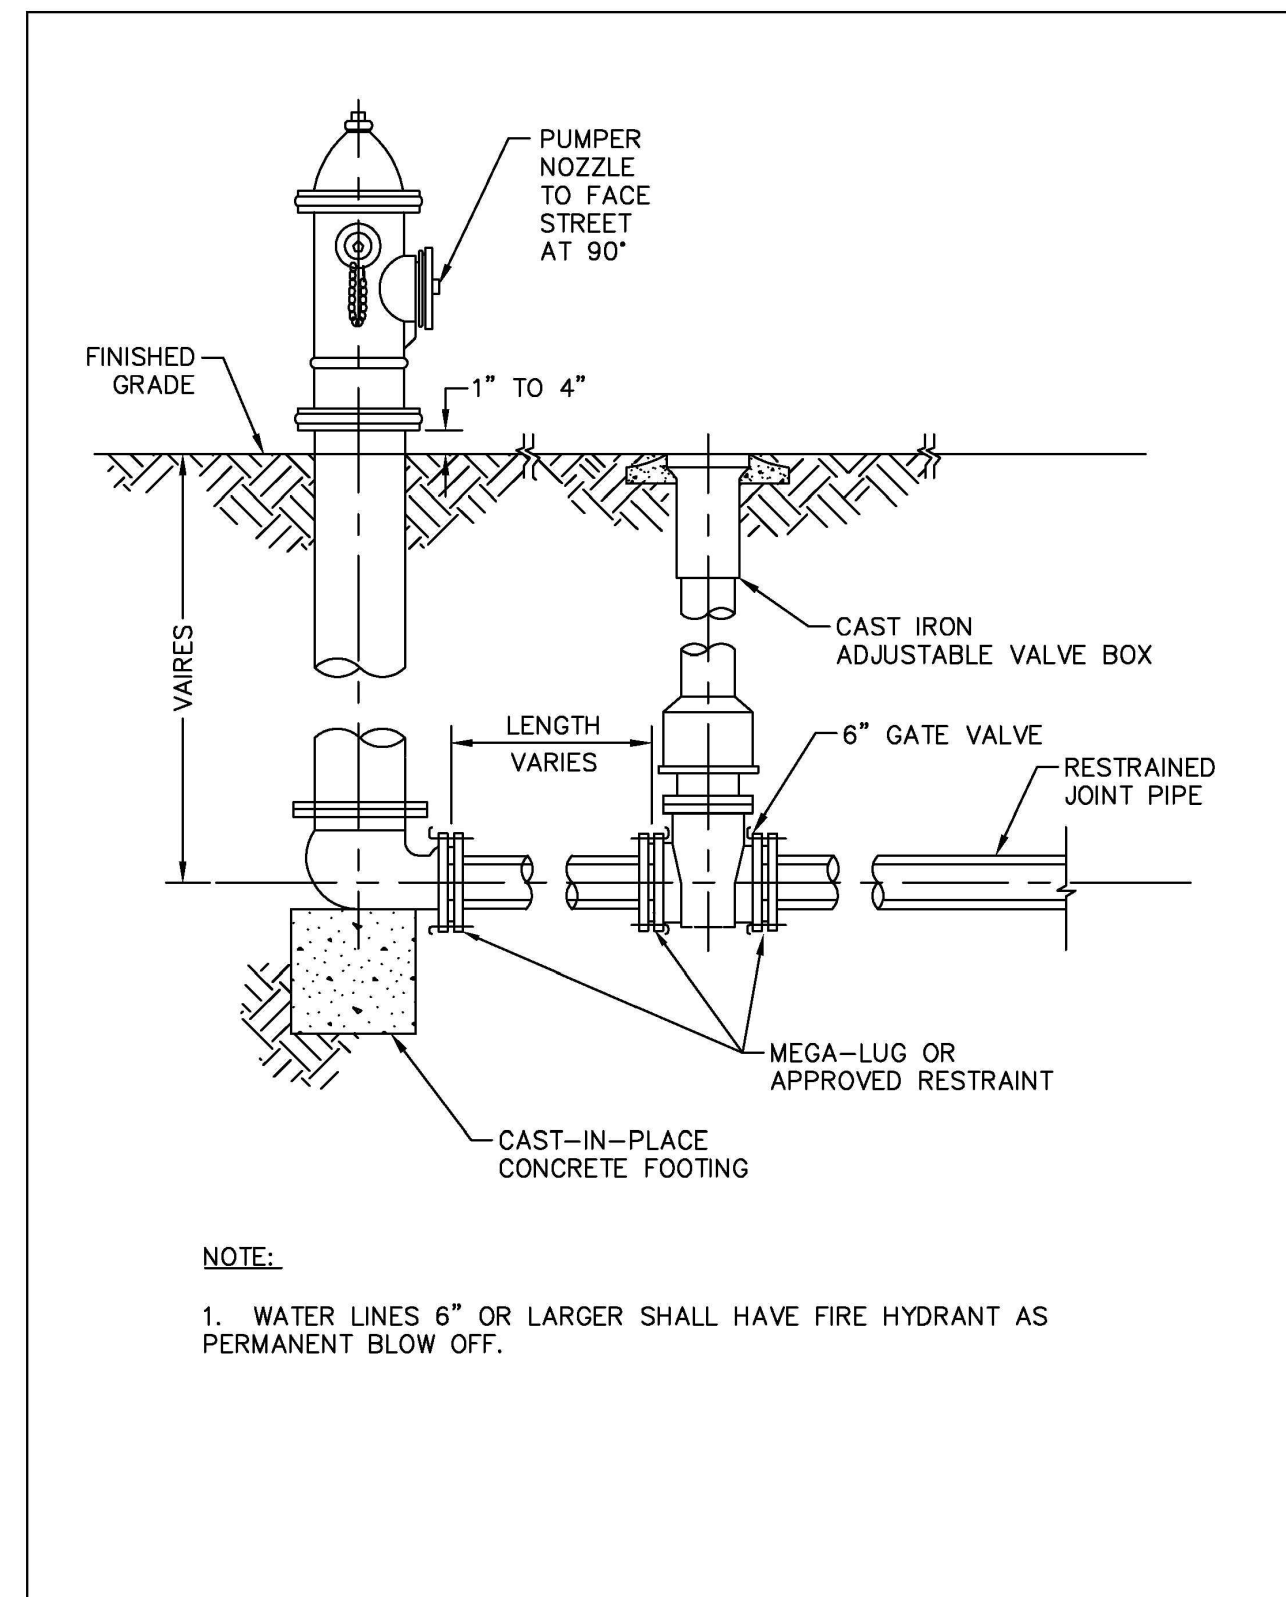 PUMPER
NOZZLE
TO FACE
STREET
AT 90°
FINISHED
GRADE
1” TO 4”
VAIRES
CAST IRON
ADJUSTABLE VALVE BOX
LENGTH
VARIES
6” GATE VALVE
RESTRAINED
JOINT PIPE
MEGA–LUG OR
APPROVED RESTRAINT
CAST–IN–PLACE
CONCRETE FOOTING
NOTE:
1. WATER LINES 6” OR LARGER SHALL HAVE FIRE HYDRANT AS
PERMANENT BLOW OFF.